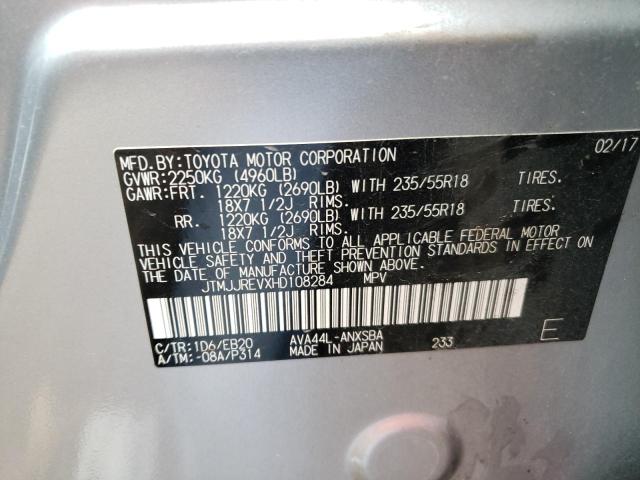 MFD.BY:TOYOTA MOTOR CORPORATION 02/17
GVWR:2250KG (4960LB)
GAWR:FRT. 1220KG (2690LB) WITH 235/55R18 TIRES.
18X7 1/2J RIMS.
RR. 1220KG (2690LB) WITH 235/55R18 TIRES.
18X7 1/2J RIMS.
THIS VEHICLE CONFORMS TO ALL APPLICABLE FEDERAL MOTOR
VEHICLE SAFETY AND THEFT PREVENTION STANDARDS IN EFFECT ON
THE DATE OF MANUFACTURE SHOWN ABOVE.
JTMJJREVXHD108284 MPV
C/TR:1D6/EB20 AVA44L-ANXSBA E
A/TM:-08A/P314 MADE IN JAPAN 233